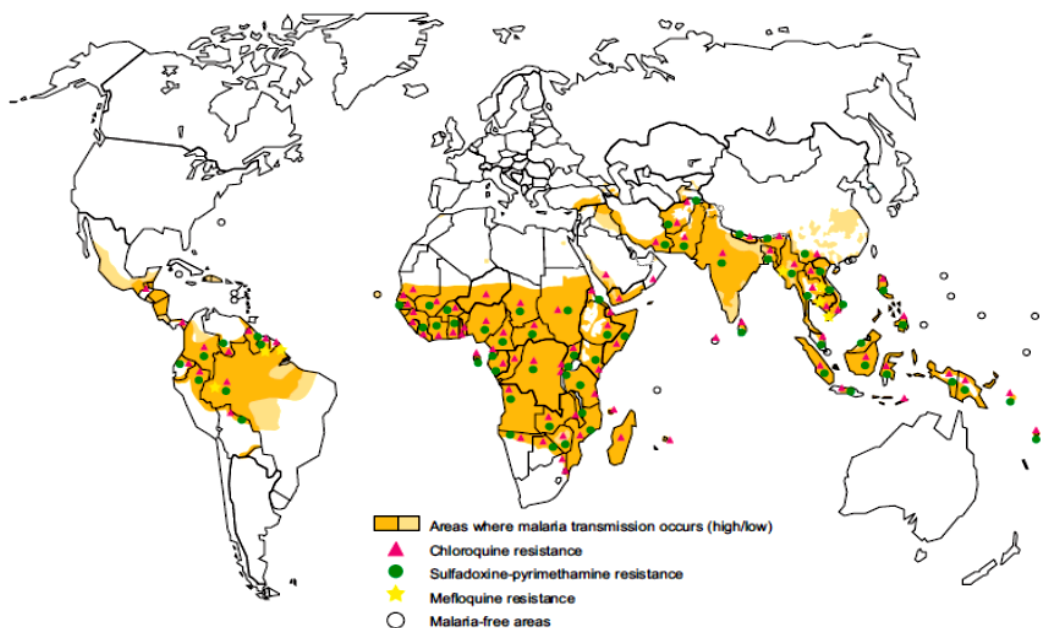 Areas where malaria transmission occurs (high/low)
Chloroquine resistance
Sulfadoxine-pyrimethamine resistance
Mefloquine resistance
Malaria-free areas